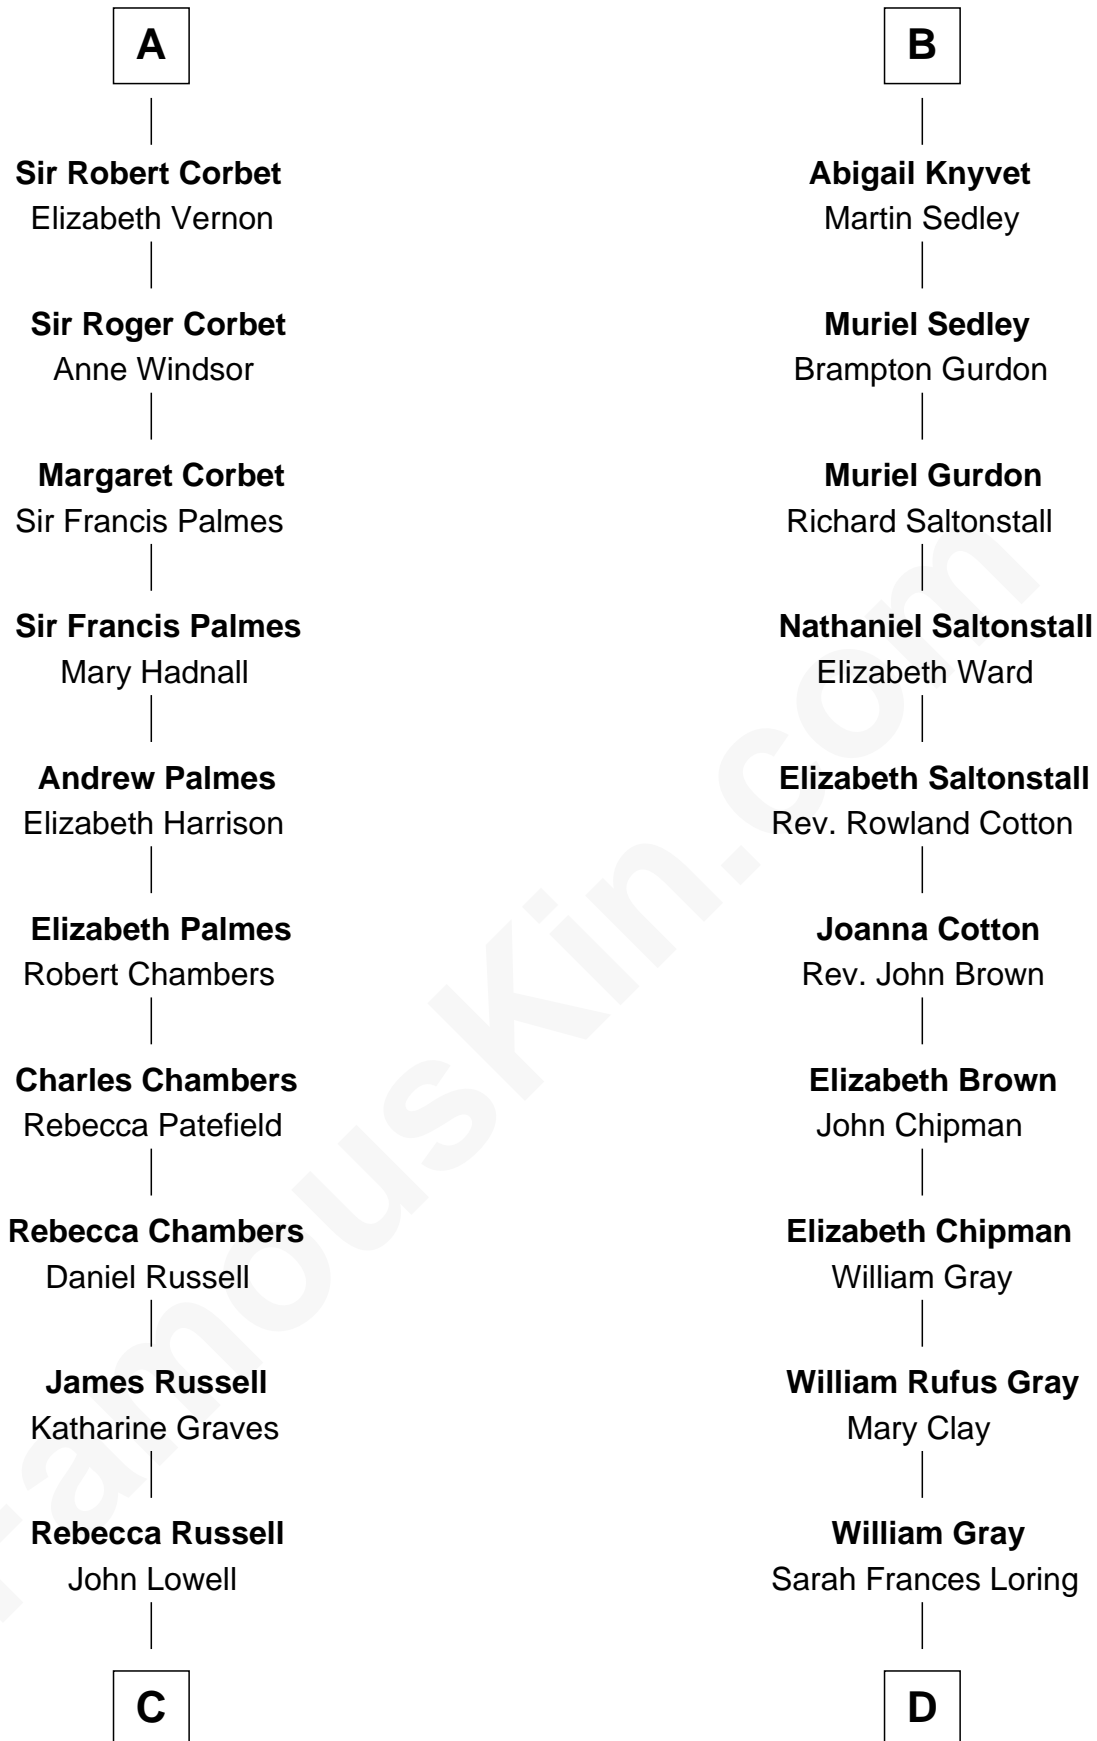 A
Sir Robert Corbet
Elizabeth Vernon
Sir Roger Corbet
Anne Windsor
Margaret Corbet
Sir Francis Palmes
Sir Francis Palmes
Mary Hadnall
Andrew Palmes
Elizabeth Harrison
Elizabeth Palmes
Robert Chambers
Charles Chambers
Rebecca Patefield
Rebecca Chambers
Daniel Russell
James Russell
Katharine Graves
Rebecca Russell
John Lowell
C
B
Abigail Knyvet
Martin Sedley
Muriel Sedley
Brampton Gurdon
Muriel Gurdon
Richard Saltonstall
Nathaniel Saltonstall
Elizabeth Ward
Elizabeth Saltonstall
Rev. Rowland Cotton
Joanna Cotton
Rev. John Brown
Elizabeth Brown
John Chipman
Elizabeth Chipman
William Gray
William Rufus Gray
Mary Clay
William Gray
Sarah Frances Loring
D
FamousKin.com